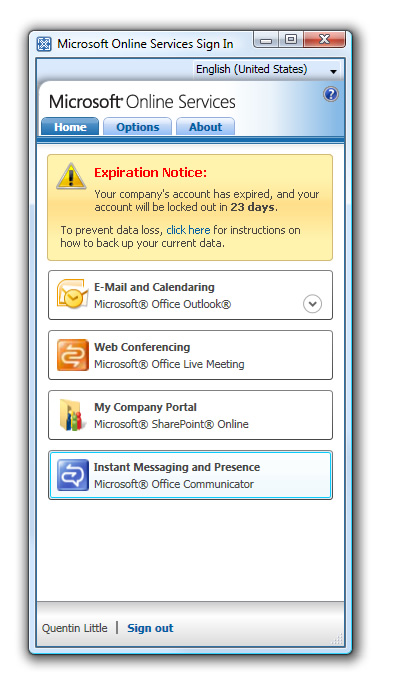 Microsoft Online Services Sign In
English (United States)
Microsoft® Online Services
?
Home Options About
Expiration Notice:
Your company's account has expired, and your
account will be locked out in 23 days.
To prevent data loss, click here for instructions on
how to back up your current data.
E-Mail and Calendaring
Microsoft® Office Outlook®
Web Conferencing
Microsoft® Office Live Meeting
My Company Portal
Microsoft® SharePoint® Online
Instant Messaging and Presence
Microsoft® Office Communicator
Quentin Little | Sign out